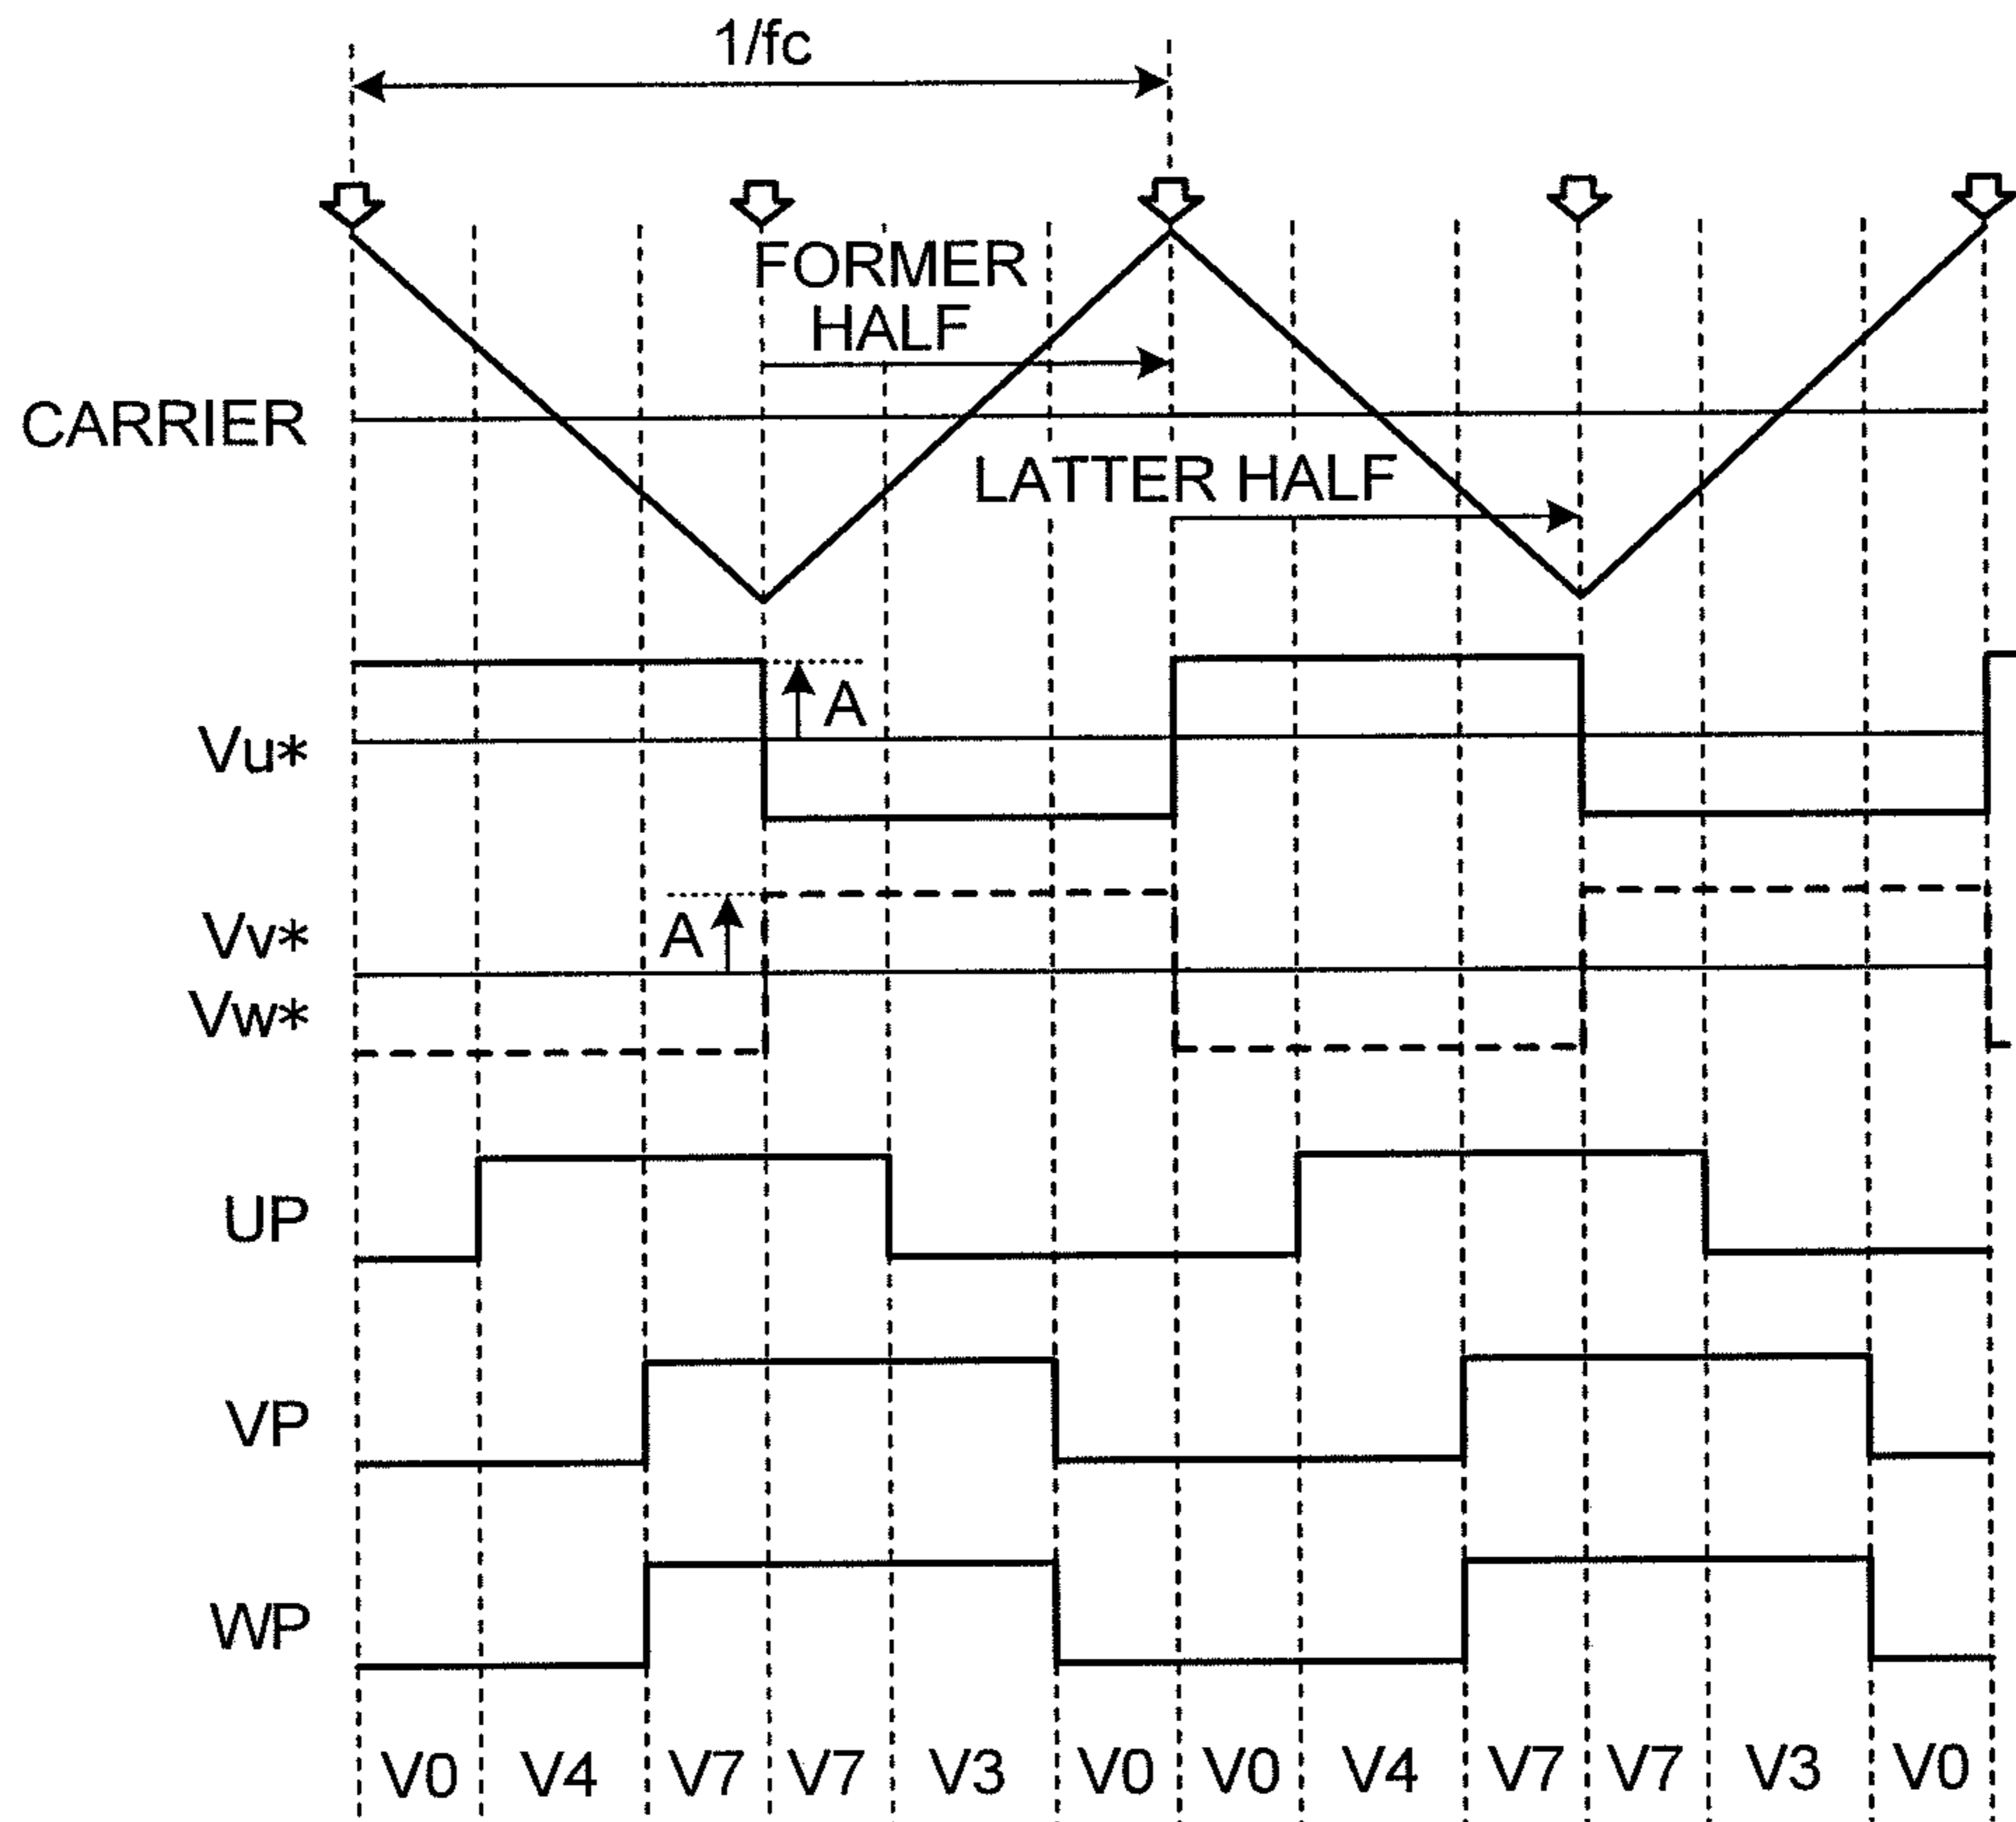 1/fc
FORMER
HALF
CARRIER
LATTER HALF
A
Vu*
A
Vv*
Vw*
UP
VP
WP
V0 V4 V7 V7 V3 V0 V0 V4 V7 V7 V3 V0